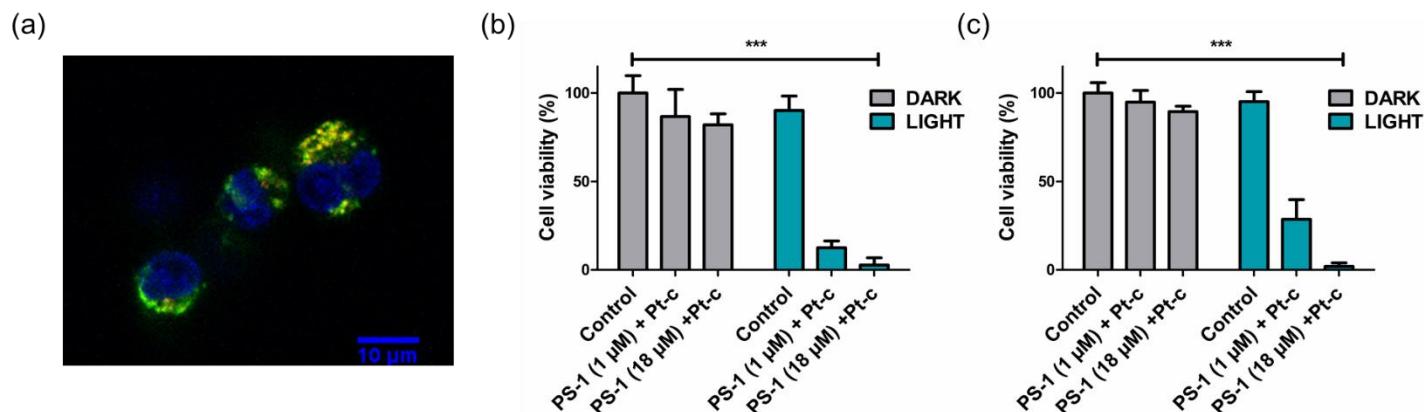 (a)
10 µm
(b)
***
Cell viability (%)
100
50
0
DARK
LIGHT
Control
PS-1 (1 µM) + Pt-c
PS-1 (18 µM) +Pt-c
Control
PS-1 (1 µM) + Pt-c
PS-1 (18 µM) +Pt-c
(c)
***
Cell viability (%)
100
50
0
DARK
LIGHT
Control
PS-1 (1 µM) + Pt-c
PS-1 (18 µM) +Pt-c
Control
PS-1 (1 µM) + Pt-c
PS-1 (18 µM) +Pt-c